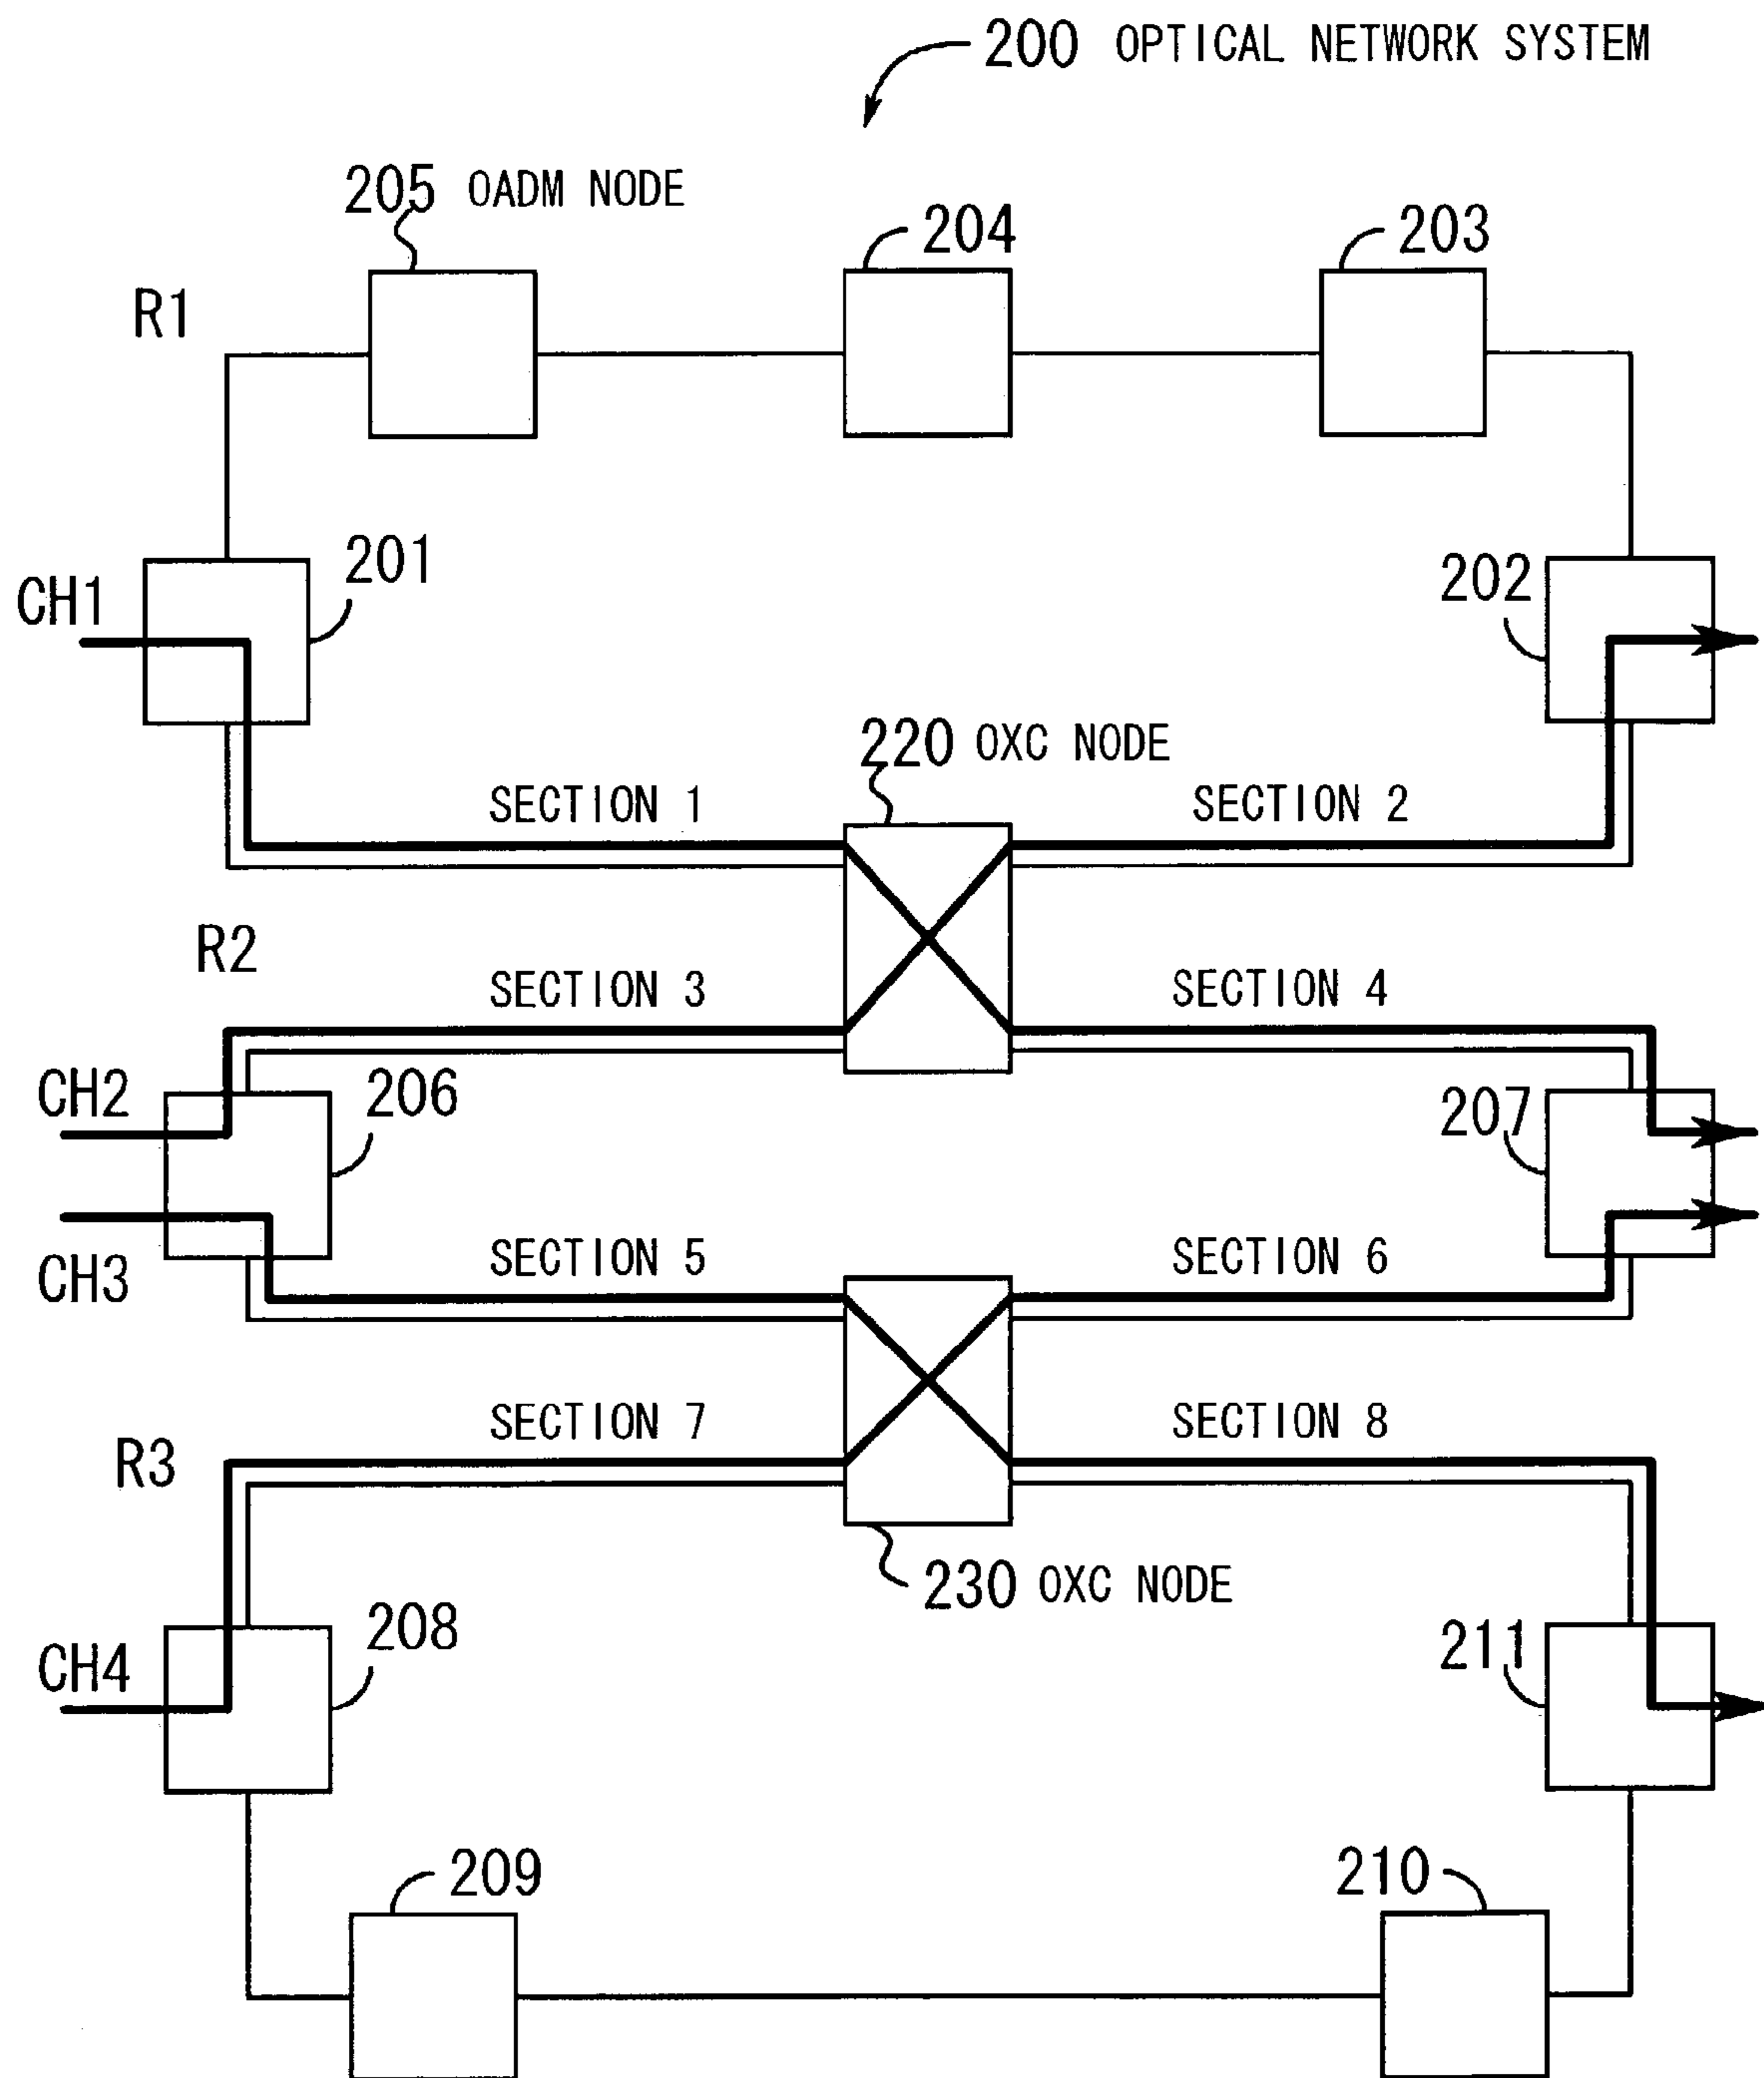 200 OPTICAL NETWORK SYSTEM
205 OADM NODE
204
203
R1
201
CH1
202
220 OXC NODE
SECTION 1
SECTION 2
R2
SECTION 3
SECTION 4
CH2
206
207
CH3
SECTION 5
SECTION 6
SECTION 7
SECTION 8
R3
230 OXC NODE
208
CH4
211
209
210